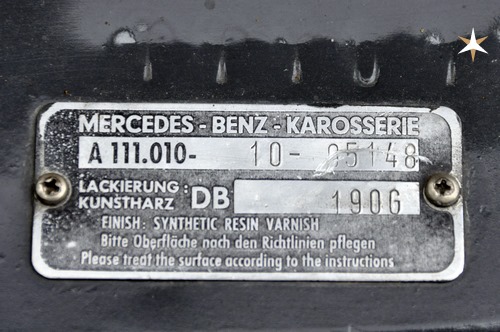 MERCEDES - BENZ - KAROSSERIE
A 111.010- 10- 05148
LACKIERUNG:
KUNSTHARZ DB 190G
FINISH: SYNTHETIC RESIN VARNISH
Bitte Oberfläche nach den Richtlinien pflegen
Please treat the surface according to the instructions